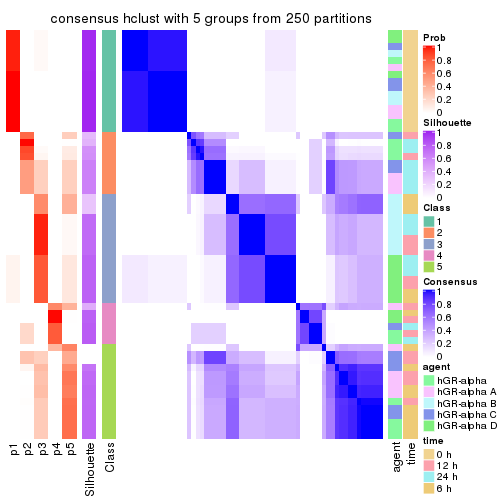 consensus hclust with 5 groups from 250 partitions
Prob
1
0.8
0.6
0.4
0.2
0
Silhouette
1
0.8
0.6
0.4
0.2
0
Class
1
2
3
4
5
Consensus
1
0.8
0.6
0.4
0.2
0
agent
hGR-alpha
hGR-alpha A
hGR-alpha B
hGR-alpha C
hGR-alpha D
time
0 h
12 h
24 h
6 h
p1
p2
p3
p4
p5
Silhouette
Class
agent
time